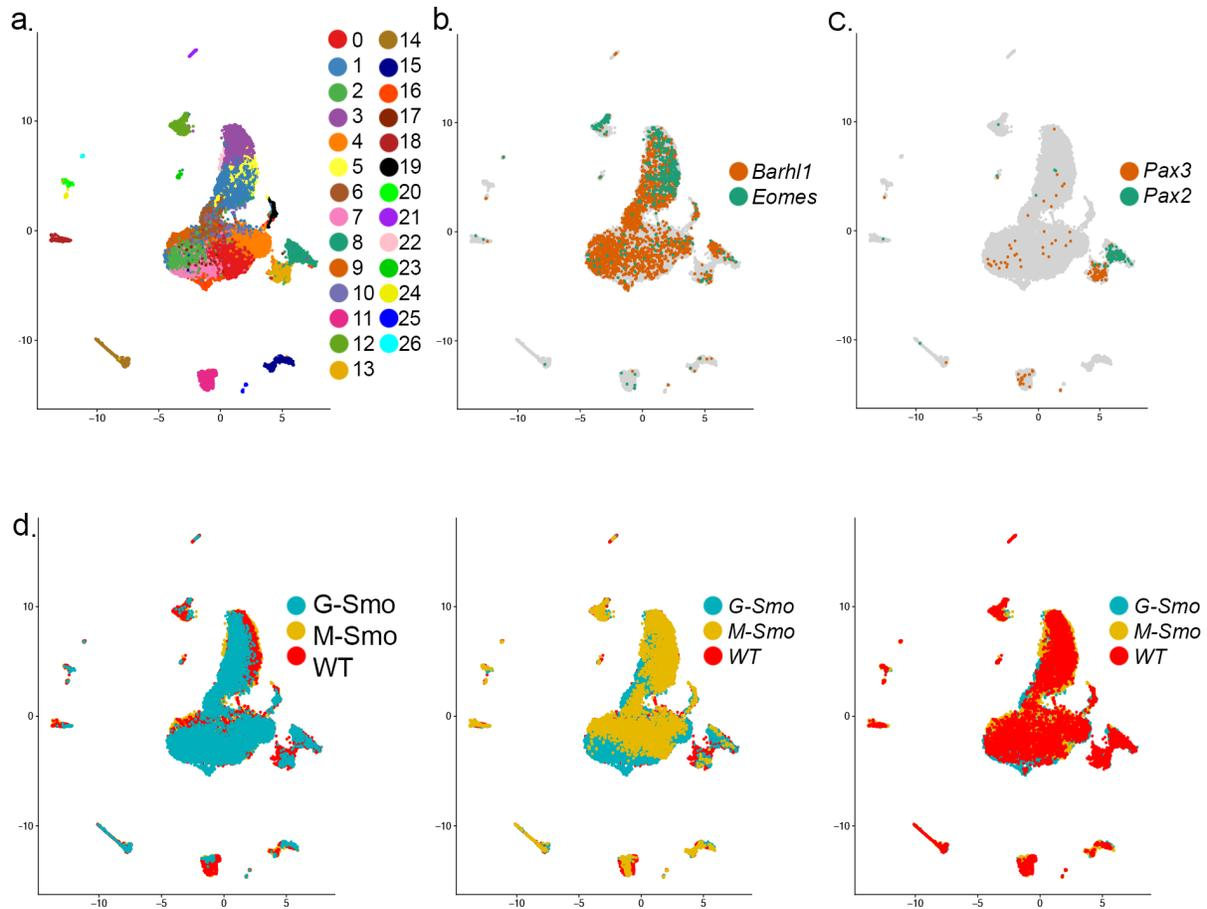 a.
0 14
1 15
2 16
3 17
4 18
5 19
6 20
7 21
8 22
9 23
10 24
11 25
12 26
13
10
0
−10
−10 −5 0 5
b.
Barhl1
Eomes
10
0
−10
−10 −5 0 5
c.
Pax3
Pax2
10
0
−10
−10 −5 0 5
d.
G-Smo
M-Smo
WT
10
0
−10
−10 −5 0 5
G-Smo
M-Smo
WT
10
0
−10
−10 −5 0 5
G-Smo
M-Smo
WT
10
0
−10
−10 −5 0 5